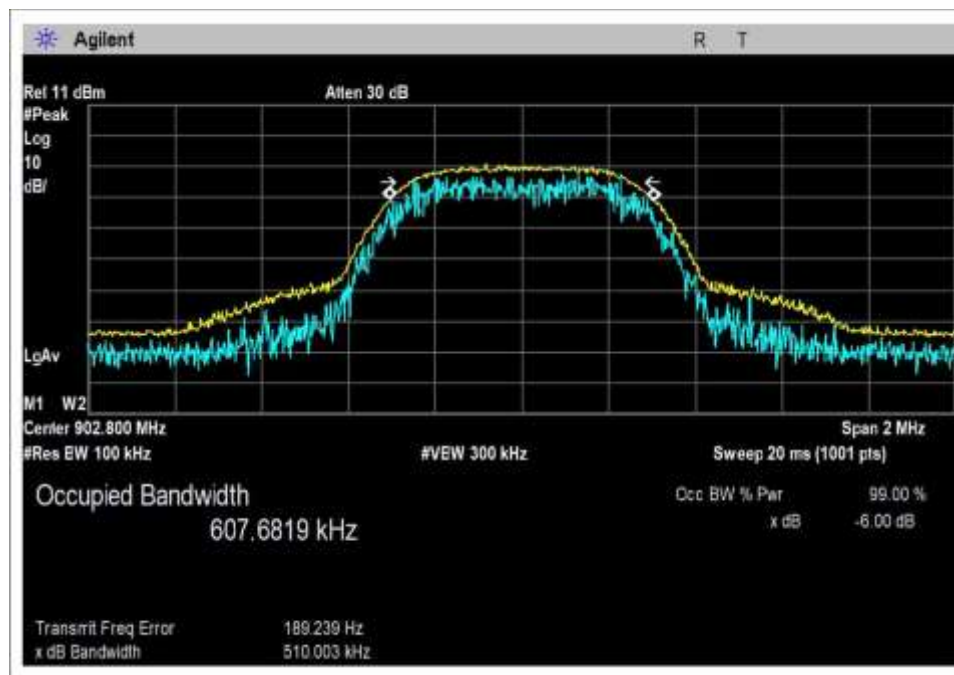 Agilent
R T
Ref 11 dBm Atten 30 dB
#Peak
Log
10
dB/
LgAv
M1 W2
Center 902.800 MHz Span 2 MHz
#Res BW 100 kHz #VBW 300 kHz Sweep 20 ms (1001 pts)
Occupied Bandwidth Occ BW % Pwr 99.00 %
607.6819 kHz x dB -6.00 dB
Transmit Freq Error 189.239 Hz
x dB Bandwidth 510.003 kHz